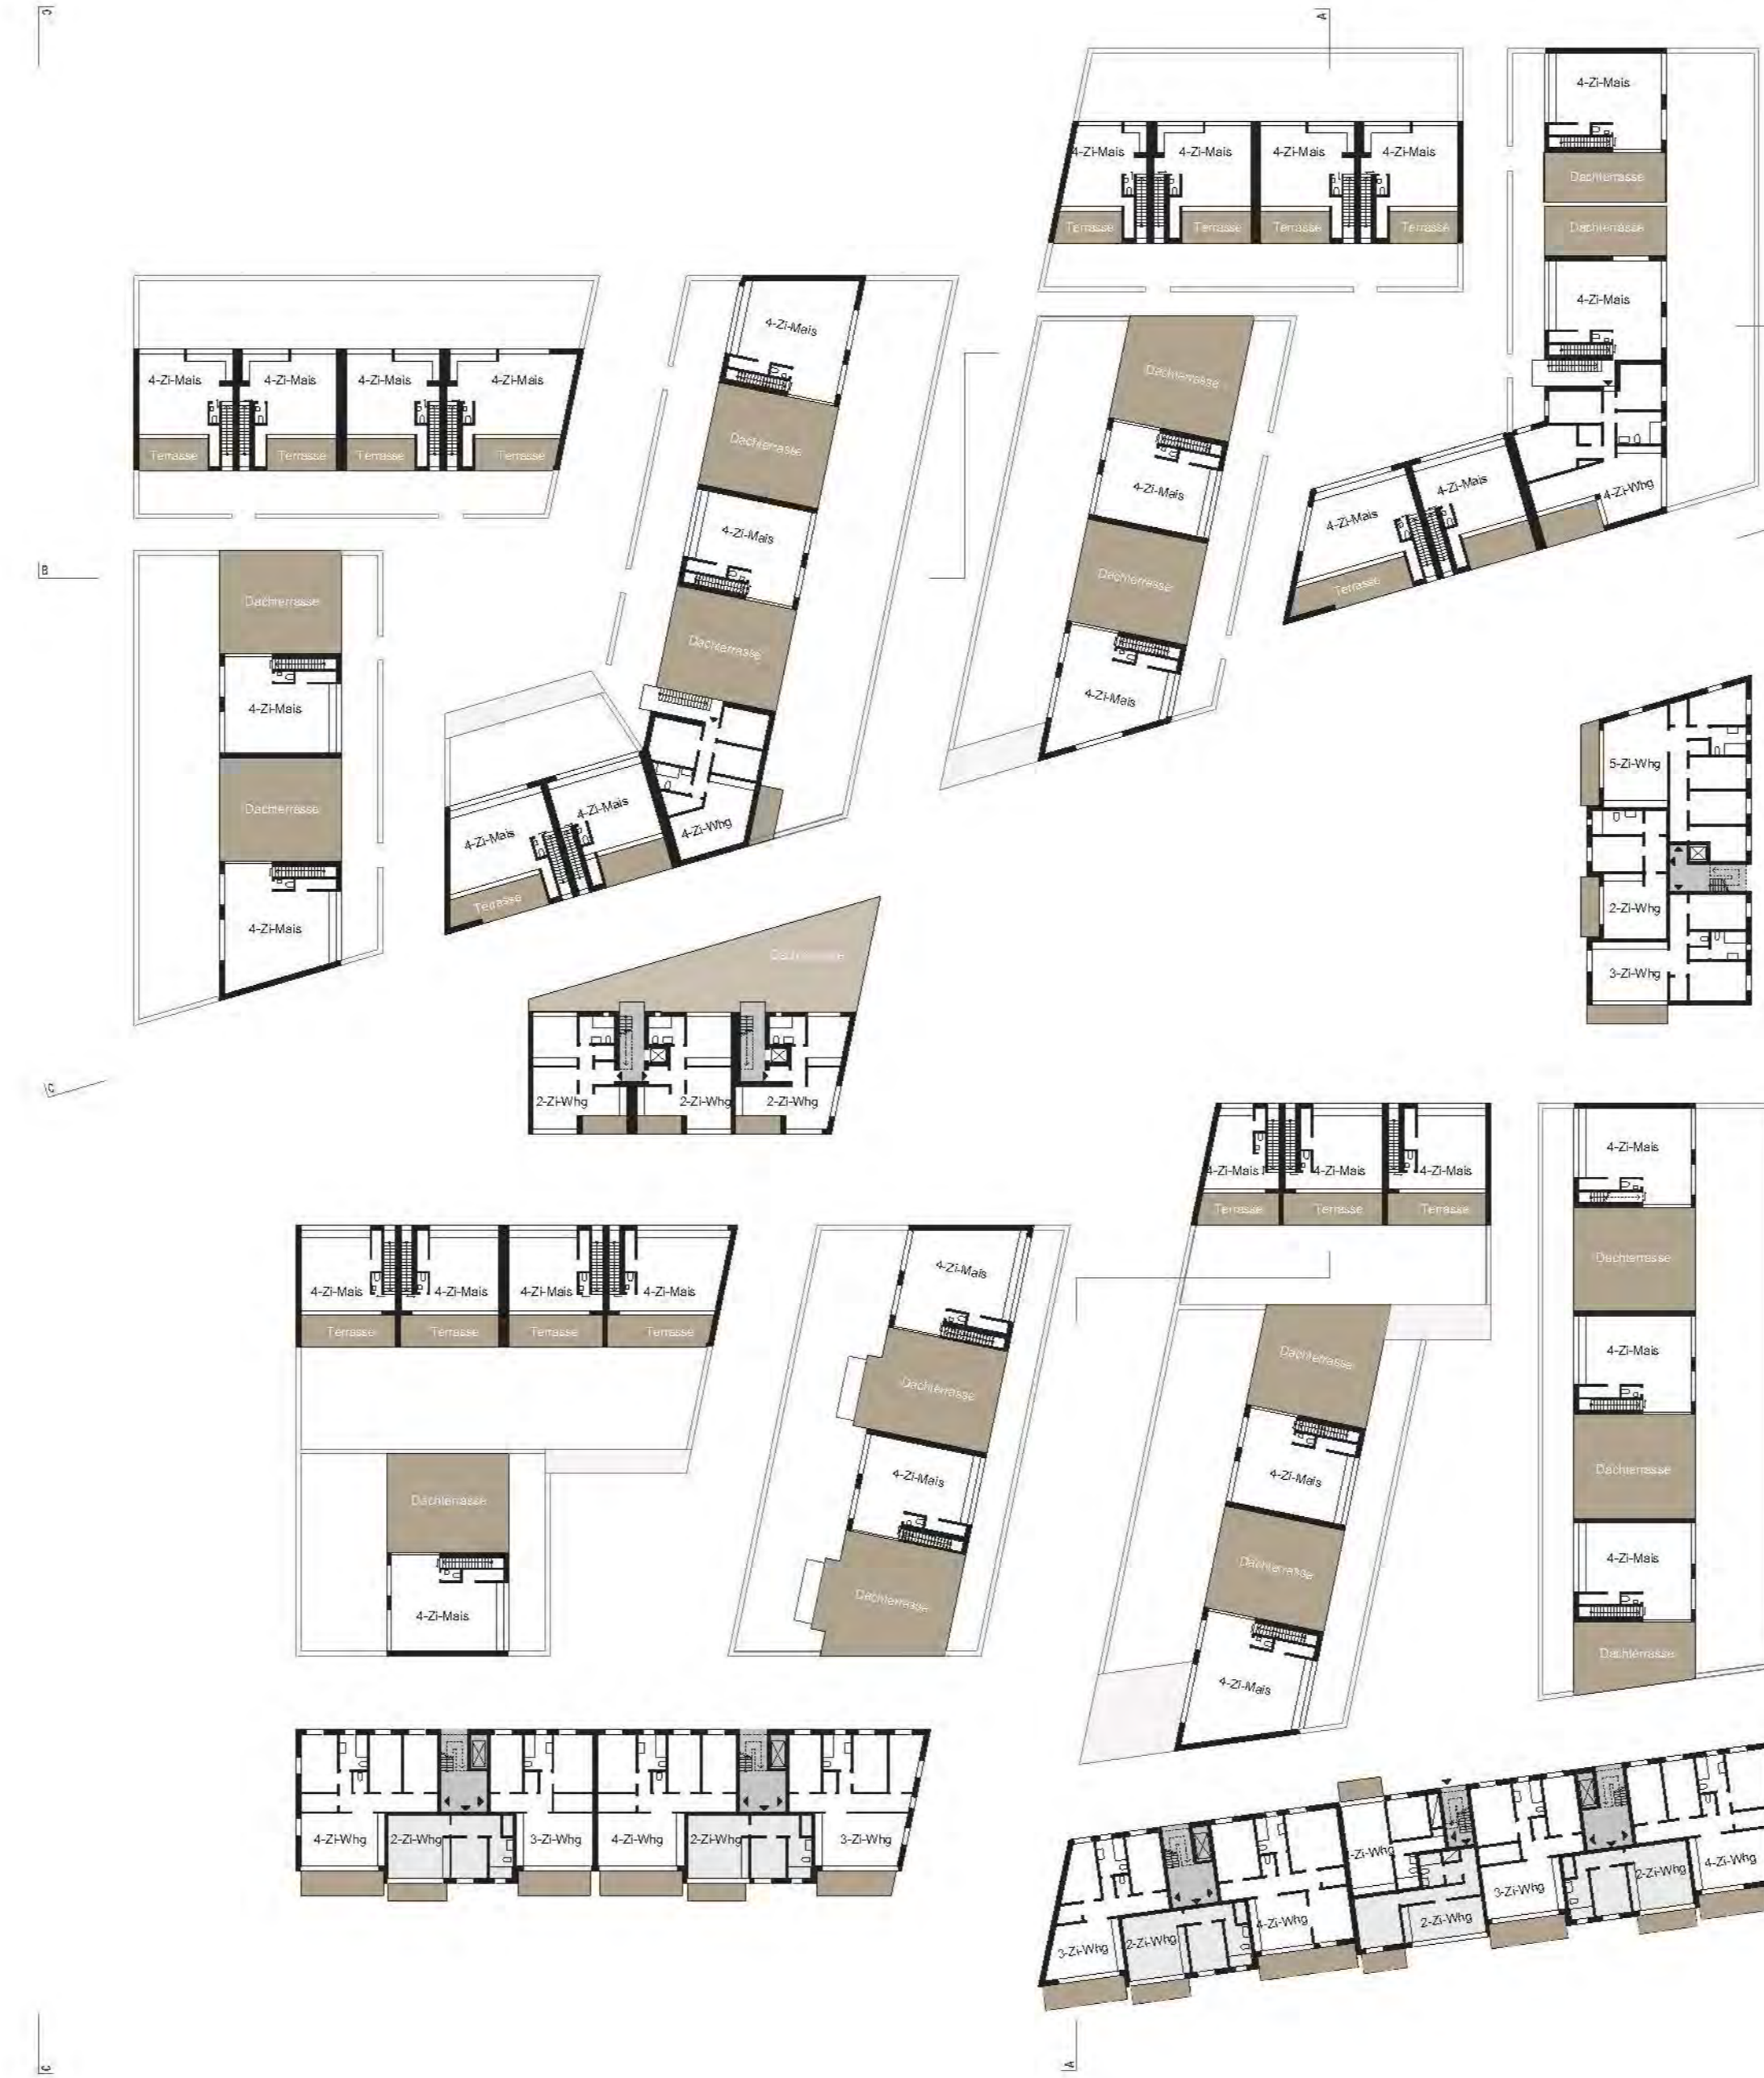 C
A
4-Zi-Mais
4-Zi-Mais 4-Zi-Mais 4-Zi-Mais 4-Zi-Mais
Dachterrasse
Terrasse Terrasse Terrasse Terrasse
Dachterrasse
4-Zi-Mais
4-Zi-Mais
4-Zi-Mais 4-Zi-Mais 4-Zi-Mais 4-Zi-Mais
Terrasse Terrasse Terrasse Terrasse
Dachterrasse
Dachterrasse
4-Zi-Mais
4-Zi-Mais
4-Zi-Mais
4-Zi-Mais
4-Zi-Whg
Terrasse
B
Dachterrasse
Dachterrasse
Dachterrasse
4-Zi-Mais
4-Zi-Mais
Dachterrasse
4-Zi-Mais
4-Zi-Mais
4-Zi-Mais
4-Zi-Whg
Terrasse
5-Zi-Whg
2-Zi-Whg
3-Zi-Whg
Dachterrasse
2-Zi-Whg 2-Zi-Whg 2-Zi-Whg
C
4-Zi-Mais 4-Zi-Mais 4-Zi-Mais
Terrasse Terrasse Terrasse
4-Zi-Mais
Dachterrasse
4-Zi-Mais
Dachterrasse
4-Zi-Mais
Dachterrasse
4-Zi-Mais 4-Zi-Mais 4-Zi-Mais 4-Zi-Mais
Terrasse Terrasse Terrasse Terrasse
4-Zi-Mais
Dachterrasse
4-Zi-Mais
Dachterrasse
Dachterrasse
4-Zi-Mais
Dachterrasse
4-Zi-Mais
Dachterrasse
4-Zi-Mais
4-Zi-Whg 2-Zi-Whg 3-Zi-Whg 4-Zi-Whg 2-Zi-Whg 3-Zi-Whg
3-Zi-Whg 2-Zi-Whg 4-Zi-Whg
2-Zi-Whg 3-Zi-Whg 2-Zi-Whg 4-Zi-Whg
C
A